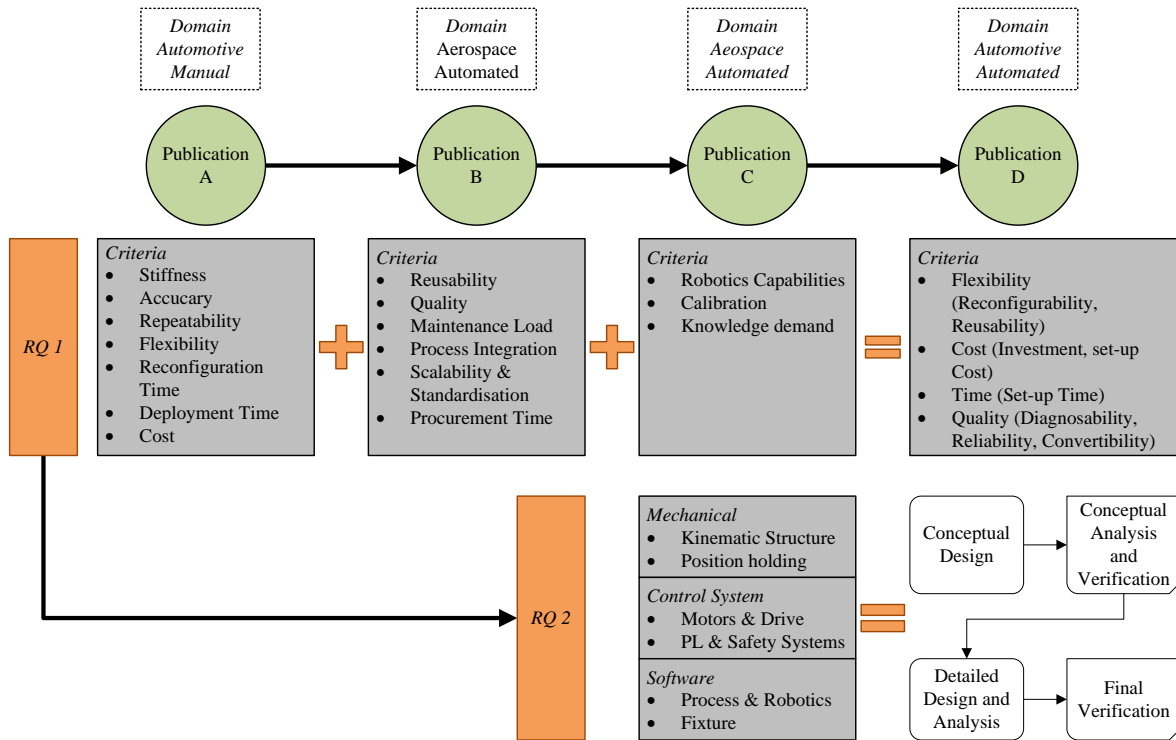 Domain
Automotive
Manual
Domain
Aerospace
Automated
Domain
Aeospace
Automated
Domain
Automotive
Automated
Publication
A
Publication
B
Publication
C
Publication
D
RQ 1
Criteria
• Stiffness
• Accucary
• Repeatability
• Flexibility
• Reconfiguration
Time
• Deployment Time
• Cost
Criteria
• Reusability
• Quality
• Maintenance Load
• Process Integration
• Scalability &
Standardisation
• Procurement Time
Criteria
• Robotics Capabilities
• Calibration
• Knowledge demand
Criteria
• Flexibility
(Reconfigurability,
Reusability)
• Cost (Investment, set-up
Cost)
• Time (Set-up Time)
• Quality (Diagnosability,
Reliability, Convertibility)
RQ 2
Mechanical
• Kinematic Structure
• Position holding
Control System
• Motors & Drive
• PL & Safety Systems
Software
• Process & Robotics
• Fixture
Conceptual
Design
Conceptual
Analysis
and
Verification
Detailed
Design and
Analysis
Final
Verification